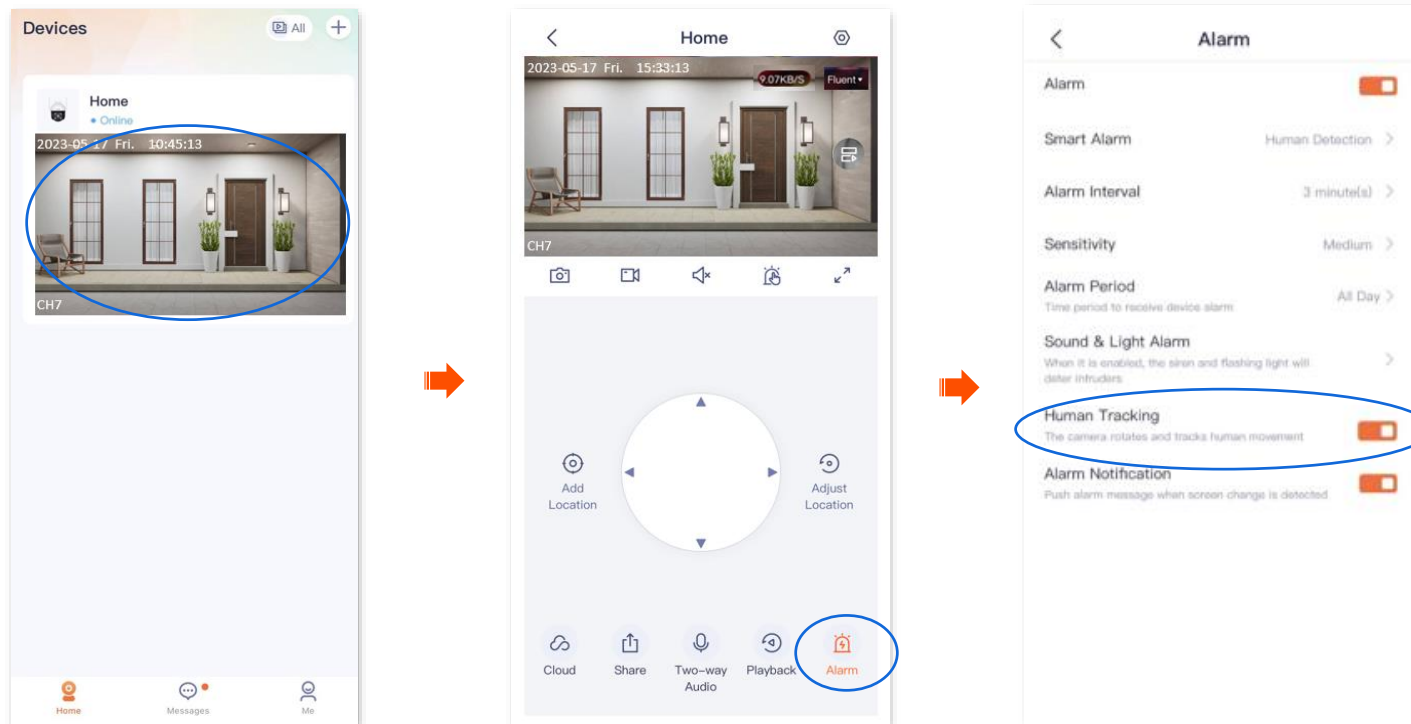 Devices
All
Home
Online
2023-05-17 Fri. 10:45:13
CH7
Home
Messages
Me
Home
2023-05-17 Fri. 15:33:13
9.07KB/S
Fluent
CH7
Add
Location
Adjust
Location
Cloud
Share
Two-way
Audio
Playback
Alarm
Alarm
Alarm
Smart Alarm
Human Detection
Alarm Interval
3 minute(s)
Sensitivity
Medium
Alarm Period
Time period to receive device alarm
All Day
Sound & Light Alarm
When it is enabled, the siren and flashing light will
deter intruders
Human Tracking
The camera rotates and tracks human movement
Alarm Notification
Push alarm message when screen change is detected